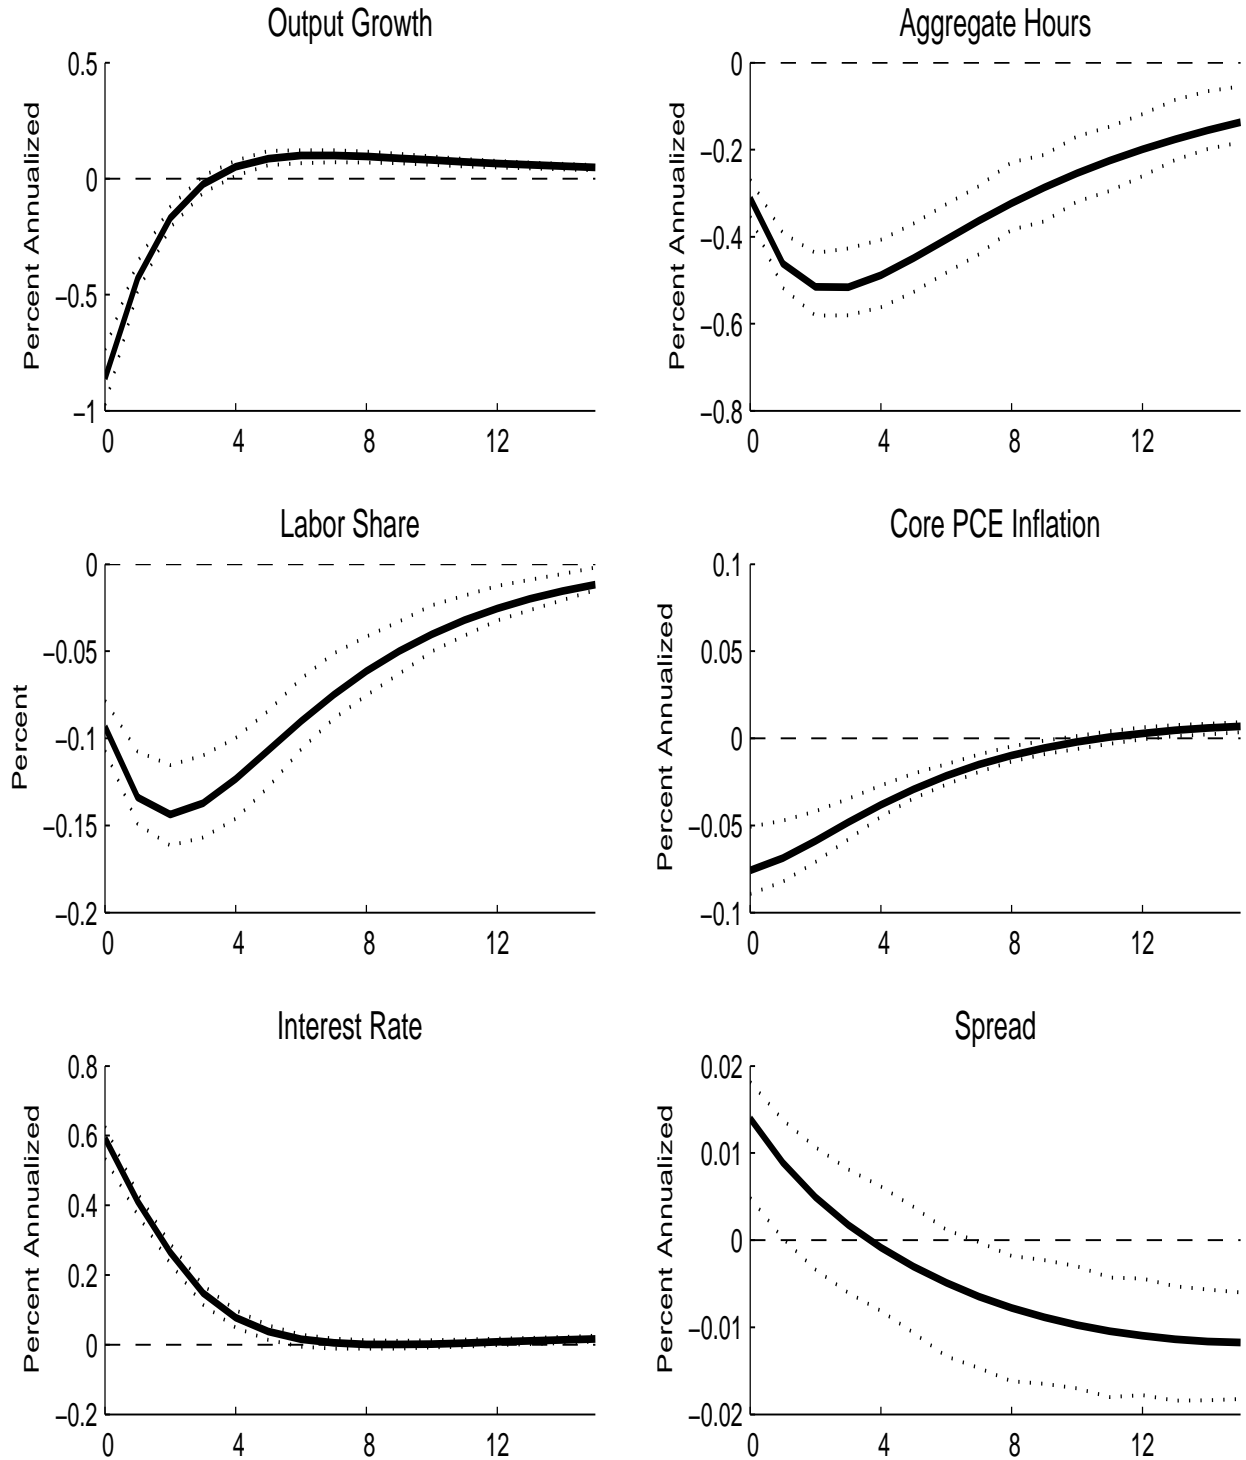 Output Growth
Percent Annualized
0.5
0
−0.5
−1
0 4 8 12
Aggregate Hours
Percent Annualized
0
−0.2
−0.4
−0.6
−0.8
0 4 8 12
Labor Share
Percent
0
−0.05
−0.1
−0.15
−0.2
0 4 8 12
Core PCE Inflation
Percent Annualized
0.1
0.05
0
−0.05
−0.1
0 4 8 12
Interest Rate
Percent Annualized
0.8
0.6
0.4
0.2
0
−0.2
0 4 8 12
Spread
Percent Annualized
0.02
0.01
0
−0.01
−0.02
0 4 8 12